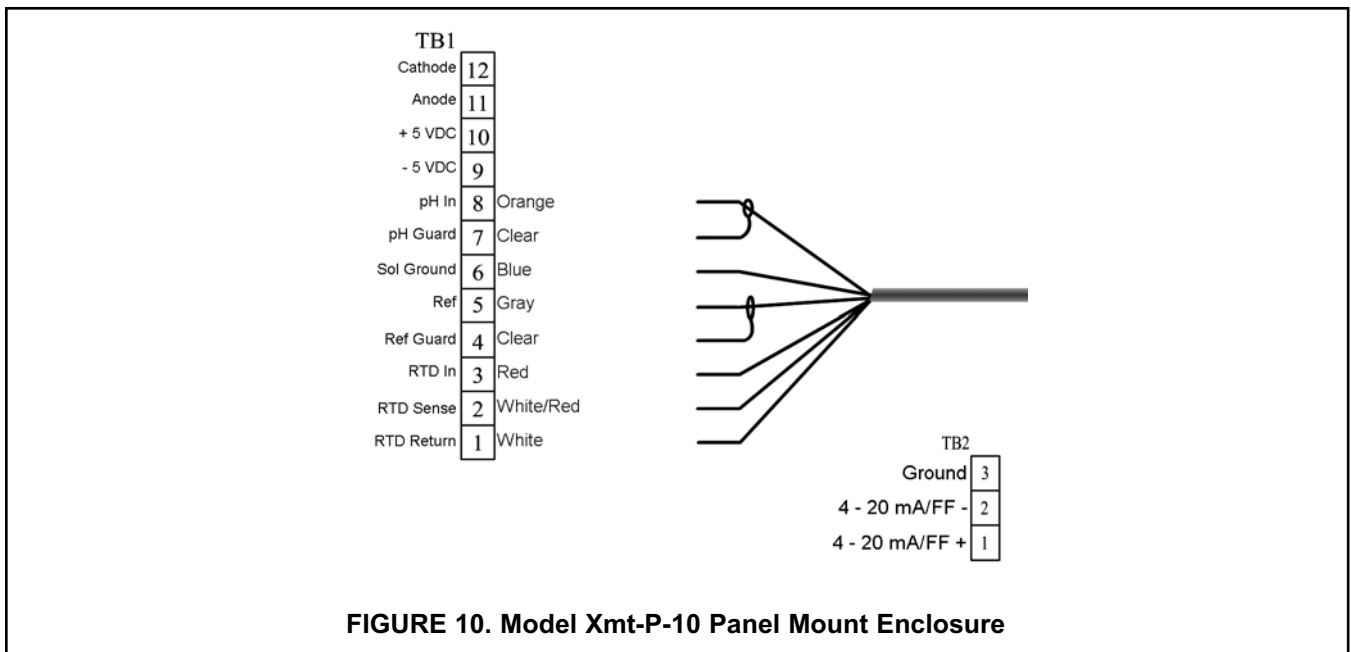 TB1
Cathode 12
Anode 11
+ 5 VDC 10
- 5 VDC 9
pH In 8 Orange
pH Guard 7 Clear
Sol Ground 6 Blue
Ref 5 Gray
Ref Guard 4 Clear
RTD In 3 Red
RTD Sense 2 White/Red
RTD Return 1 White
TB2
Ground 3
4 - 20 mA/FF - 2
4 - 20 mA/FF + 1
FIGURE 10. Model Xmt-P-10 Panel Mount Enclosure